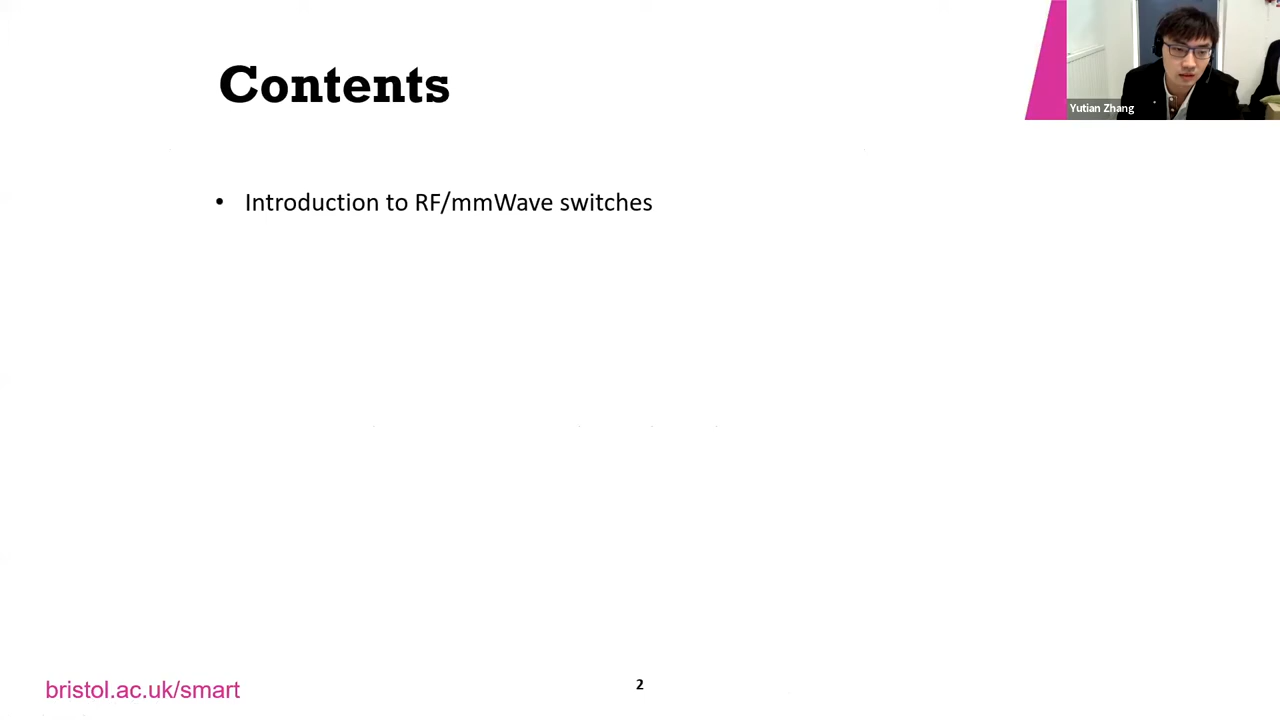 Contents
Yutian Zhang
• Introduction to RF/mmWave switches
bristol.ac.uk/smart
2